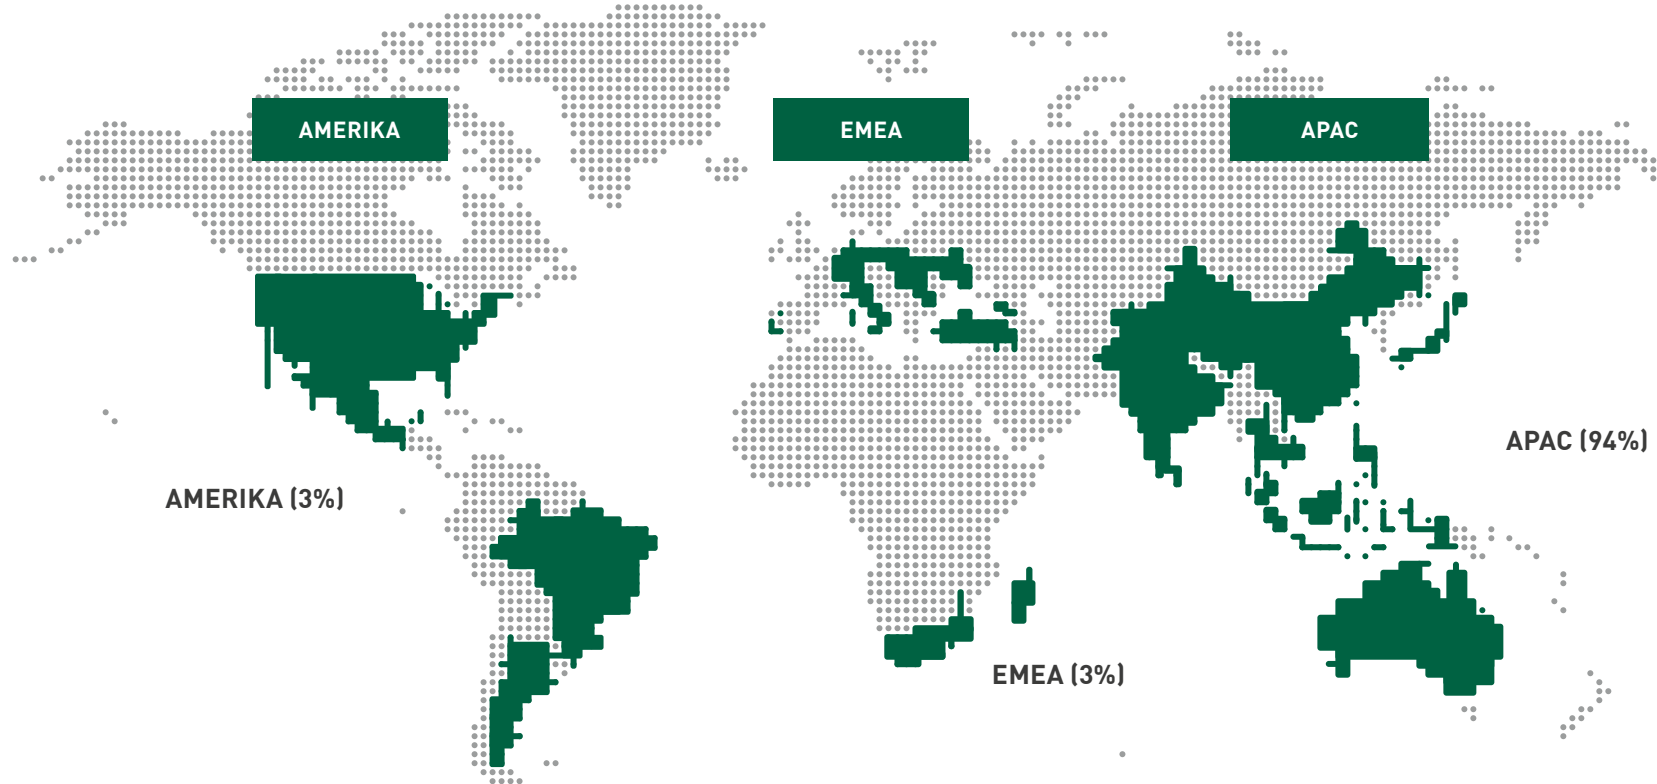 AMERIKA
EMEA
APAC
APAC (94%)
AMERIKA (3%)
EMEA (3%)